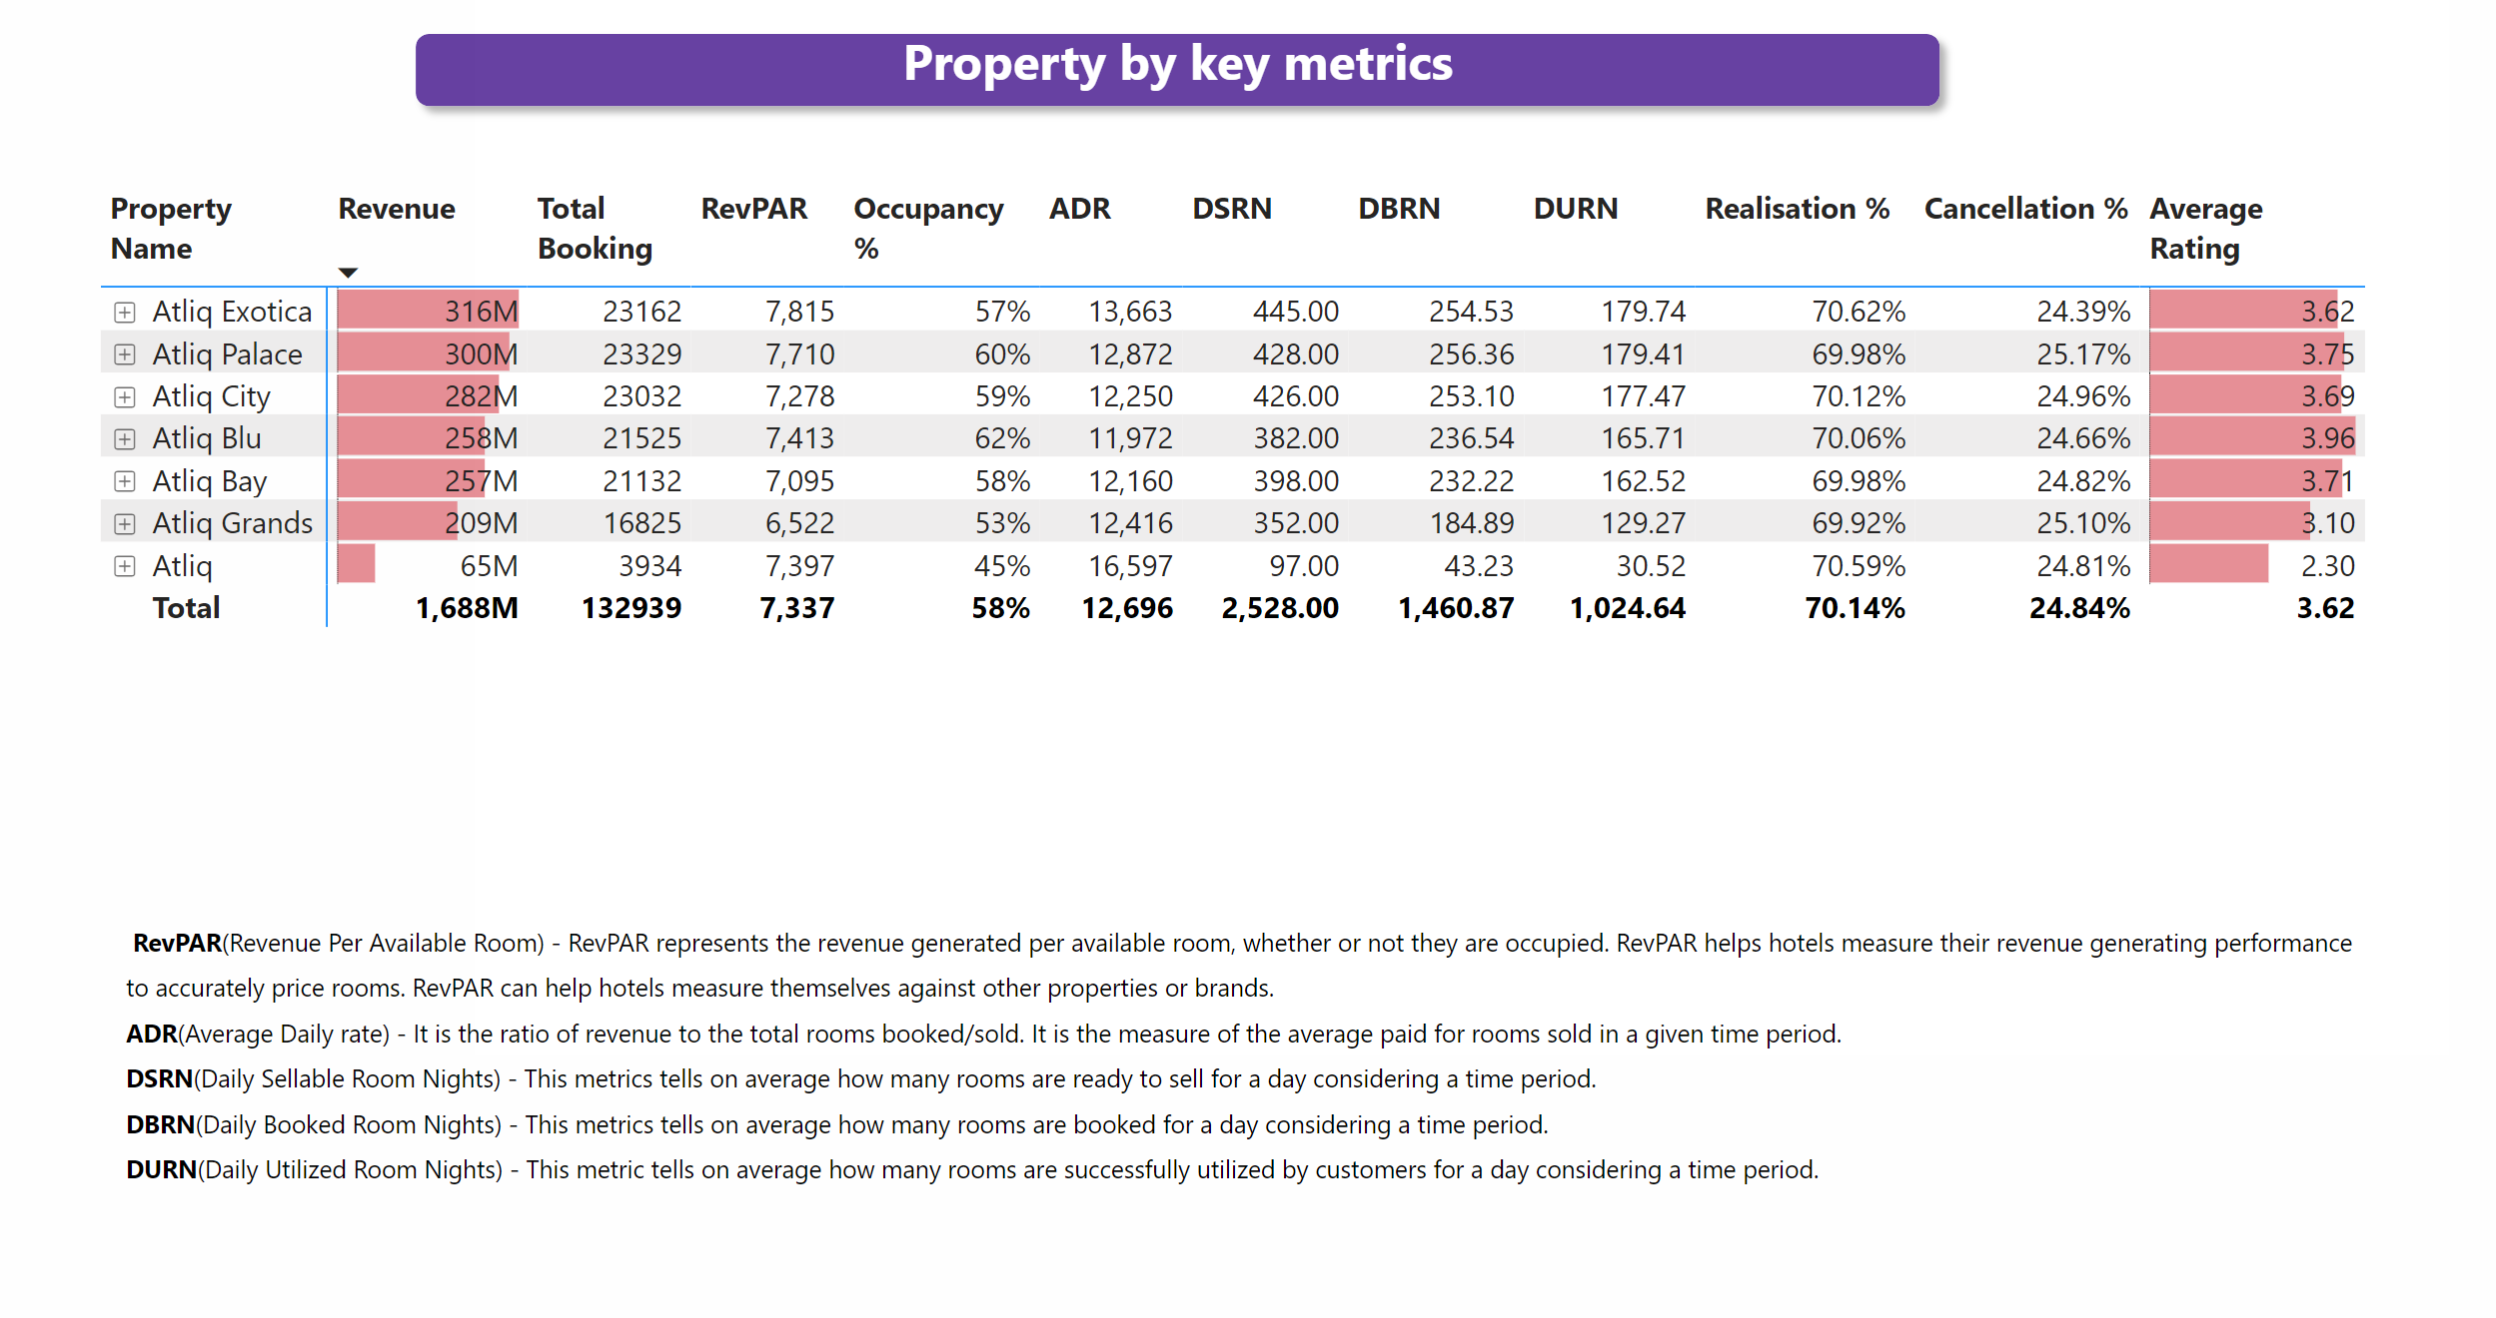 Property by key metrics
Property Name Revenue Total Booking RevPAR Occupancy % ADR DSRN DBRN DURN Realisation % Cancellation % Average Rating
Atliq Exotica 316M 23162 7,815 57% 13,663 445.00 254.53 179.74 70.62% 24.39% 3.62
Atliq Palace 300M 23329 7,710 60% 12,872 428.00 256.36 179.41 69.98% 25.17% 3.75
Atliq City 282M 23032 7,278 59% 12,250 426.00 253.10 177.47 70.12% 24.96% 3.69
Atliq Blu 258M 21525 7,413 62% 11,972 382.00 236.54 165.71 70.06% 24.66% 3.96
Atliq Bay 257M 21132 7,095 58% 12,160 398.00 232.22 162.52 69.98% 24.82% 3.71
Atliq Grands 209M 16825 6,522 53% 12,416 352.00 184.89 129.27 69.92% 25.10% 3.10
Atliq 65M 3934 7,397 45% 16,597 97.00 43.23 30.52 70.59% 24.81% 2.30
Total 1,688M 132939 7,337 58% 12,696 2,528.00 1,460.87 1,024.64 70.14% 24.84% 3.62
RevPAR(Revenue Per Available Room) - RevPAR represents the revenue generated per available room, whether or not they are occupied. RevPAR helps hotels measure their revenue generating performance
to accurately price rooms. RevPAR can help hotels measure themselves against other properties or brands.
ADR(Average Daily rate) - It is the ratio of revenue to the total rooms booked/sold. It is the measure of the average paid for rooms sold in a given time period.
DSRN(Daily Sellable Room Nights) - This metrics tells on average how many rooms are ready to sell for a day considering a time period.
DBRN(Daily Booked Room Nights) - This metrics tells on average how many rooms are booked for a day considering a time period.
DURN(Daily Utilized Room Nights) - This metric tells on average how many rooms are successfully utilized by customers for a day considering a time period.